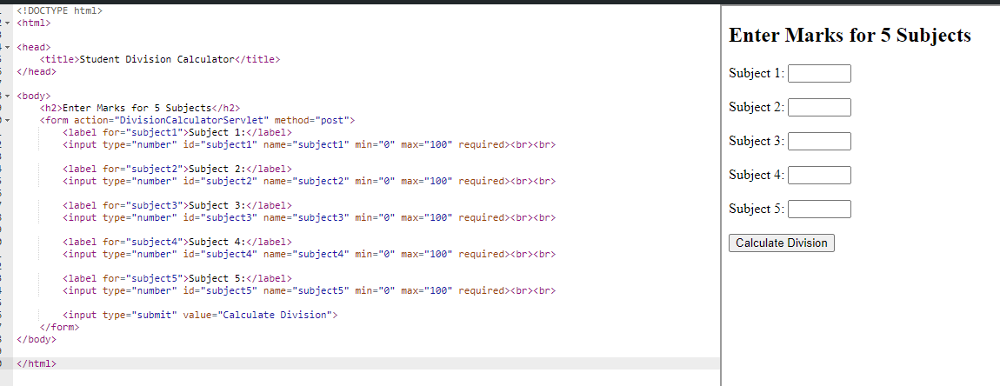 <!DOCTYPE html>
<html>
<head>
<title>Student Division Calculator</title>
</head>
<body>
<h2>Enter Marks for 5 Subjects</h2>
<form action="DivisionCalculatorServlet" method="post">
<label for="subject1">Subject 1:</label>
<input type="number" id="subject1" name="subject1" min="0" max="100" required><br><br>
<label for="subject2">Subject 2:</label>
<input type="number" id="subject2" name="subject2" min="0" max="100" required><br><br>
<label for="subject3">Subject 3:</label>
<input type="number" id="subject3" name="subject3" min="0" max="100" required><br><br>
<label for="subject4">Subject 4:</label>
<input type="number" id="subject4" name="subject4" min="0" max="100" required><br><br>
<label for="subject5">Subject 5:</label>
<input type="number" id="subject5" name="subject5" min="0" max="100" required><br><br>
<input type="submit" value="Calculate Division">
</form>
</body>
</html>
Enter Marks for 5 Subjects
Subject 1:
Subject 2:
Subject 3:
Subject 4:
Subject 5:
Calculate Division